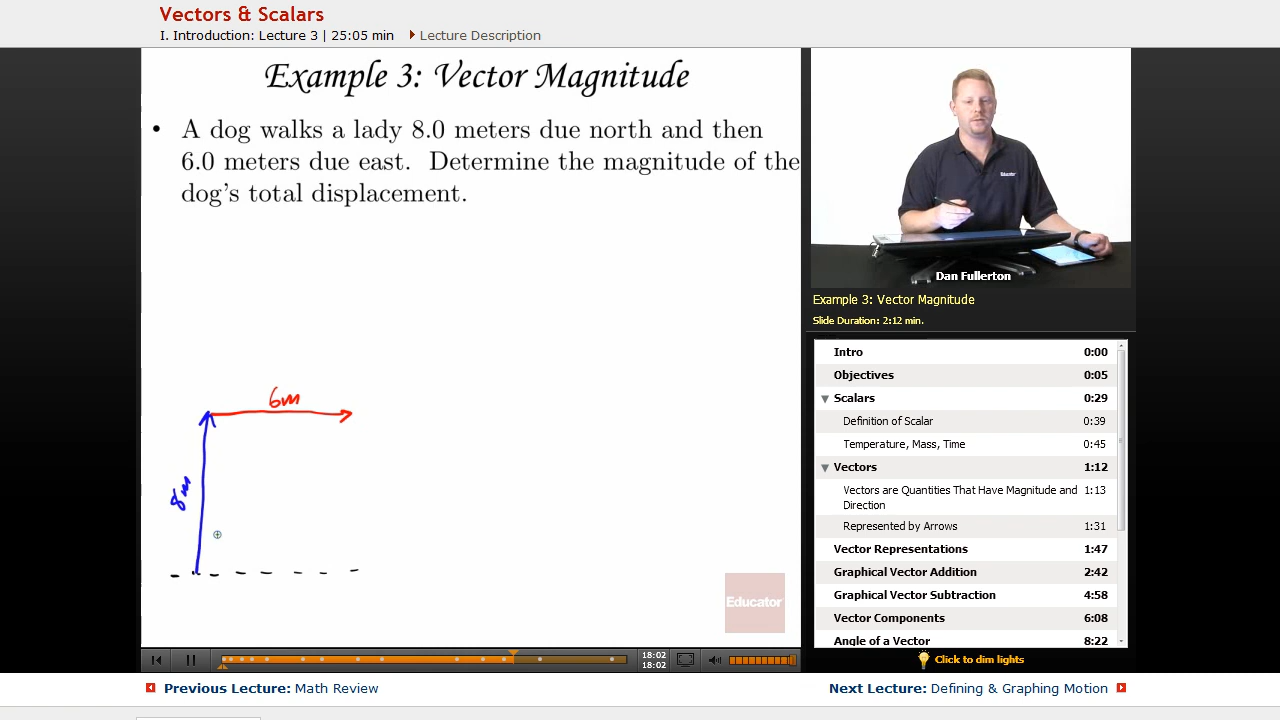 Vectors & Scalars
I. Introduction: Lecture 3 | 25:05 min
Lecture Description
Example 3: Vector Magnitude
• A dog walks a lady 8.0 meters due north and then
6.0 meters due east. Determine the magnitude of the
dog's total displacement.
6m
8m
Educator
Educator
Dan Fullerton
Example 3: Vector Magnitude
Slide Duration: 2:12 min.
Intro 0:00
Objectives 0:05
Scalars 0:29
Definition of Scalar 0:39
Temperature, Mass, Time 0:45
Vectors 1:12
Vectors are Quantities That Have Magnitude and 1:13
Direction
Represented by Arrows 1:31
Vector Representations 1:47
Graphical Vector Addition 2:42
Graphical Vector Subtraction 4:58
Vector Components 6:08
Angle of a Vector 8:22
18:02
18:02
Click to dim lights
Previous Lecture: Math Review
Next Lecture: Defining & Graphing Motion